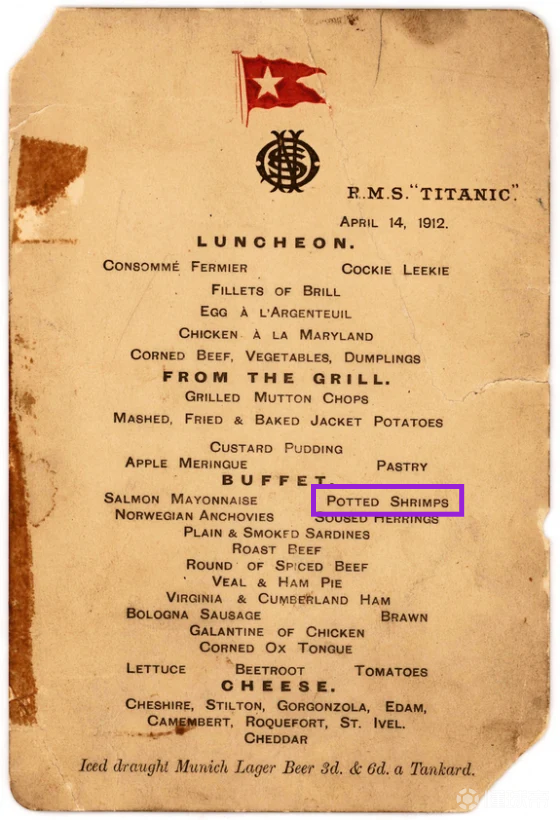 R.M.S. "TITANIC".
APRIL 14, 1912.
LUNCHEON.
CONSOMMÉ FERMIER COCKIE LEEKIE
FILLETS OF BRILL
EGG À L'ARGENTEUIL
CHICKEN À LA MARYLAND
CORNED BEEF, VEGETABLES, DUMPLINGS
FROM THE GRILL.
GRILLED MUTTON CHOPS
MASHED, FRIED & BAKED JACKET POTATOES
CUSTARD PUDDING
APPLE MERINGUE PASTRY
BUFFET.
SALMON MAYONNAISE POTTED SHRIMPS
NORWEGIAN ANCHOVIES SOUSED HERRINGS
PLAIN & SMOKED SARDINES
ROAST BEEF
ROUND OF SPICED BEEF
VEAL & HAM PIE
VIRGINIA & CUMBERLAND HAM
BOLOGNA SAUSAGE BRAWN
GALANTINE OF CHICKEN
CORNED OX TONGUE
LETTUCE BEETROOT TOMATOES
CHEESE.
CHESHIRE, STILTON, GORGONZOLA, EDAM,
CAMEMBERT, ROQUEFORT, ST. IVEL.
CHEDDAR
Iced draught Munich Lager Beer 3d. & 6d. a Tankard.